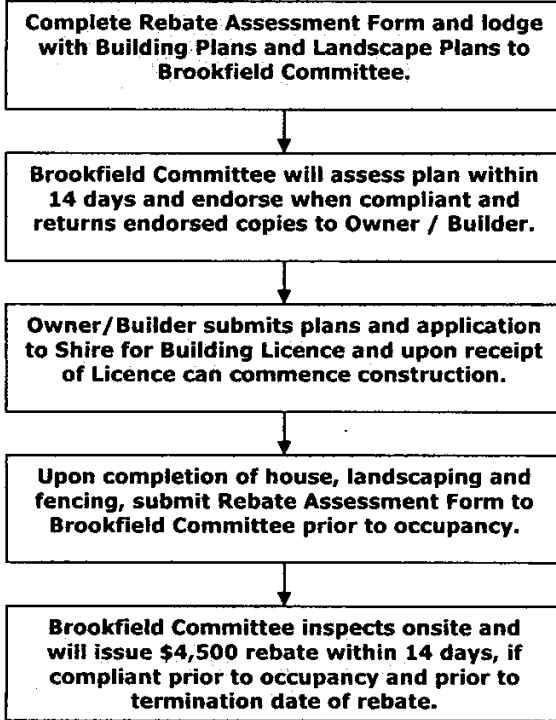 Complete Rebate Assessment Form and lodge
with Building Plans and Landscape Plans to
Brookfield Committee.
Brookfield Committee will assess plan within
14 days and endorse when compliant and
returns endorsed copies to Owner / Builder.
Owner/Builder submits plans and application
to Shire for Building Licence and upon receipt
of Licence can commence construction.
Upon completion of house, landscaping and
fencing, submit Rebate Assessment Form to
Brookfield Committee prior to occupancy.
Brookfield Committee inspects onsite and
will issue $4,500 rebate within 14 days, if
compliant prior to occupancy and prior to
termination date of rebate.